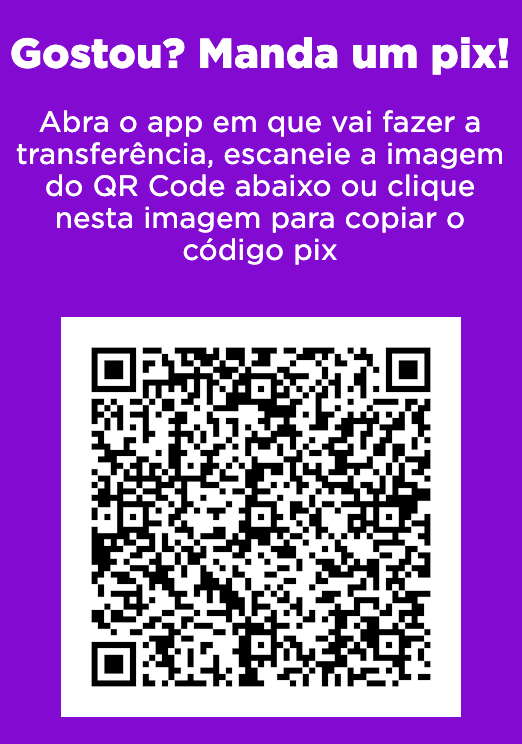 Gostou? Manda um pix!
Abra o app em que vai fazer a
transferência, escaneie a imagem
do QR Code abaixo ou clique
nesta imagem para copiar o
código pix